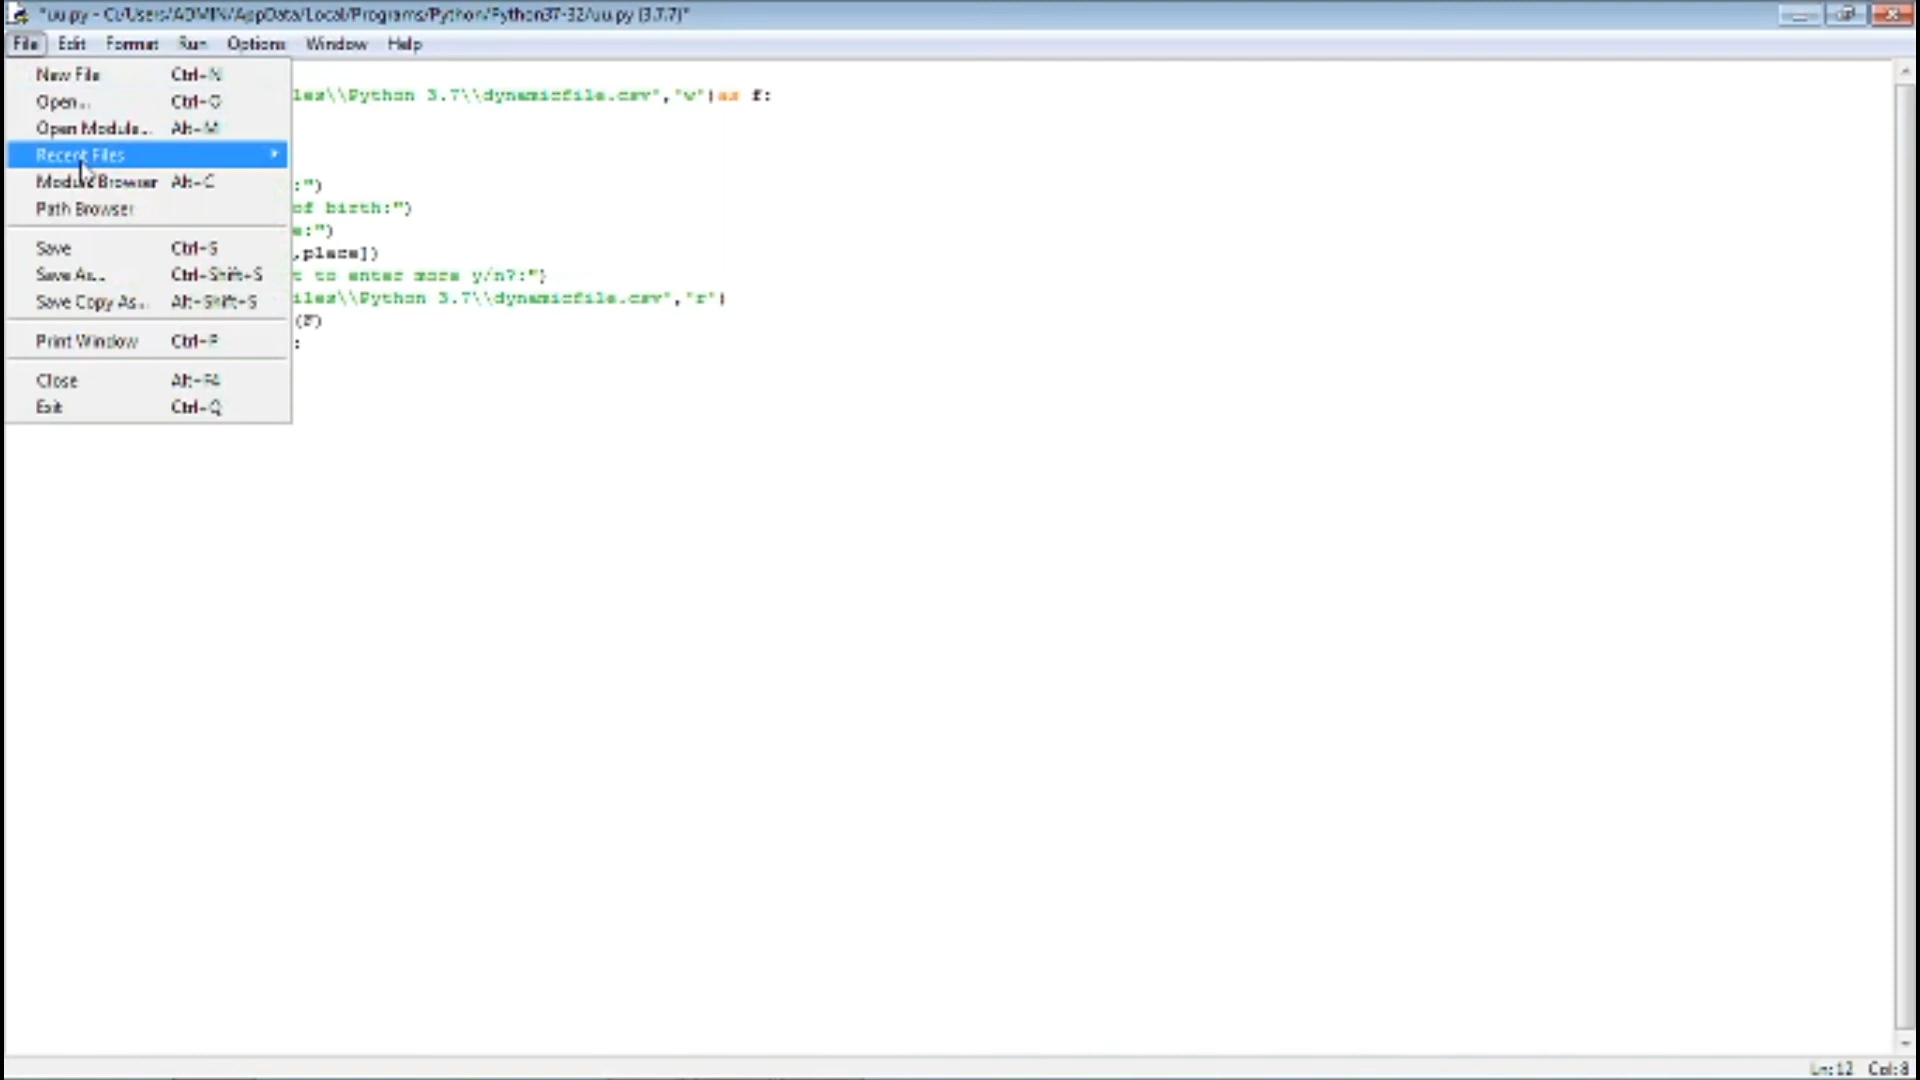 *uu.py - C:/Users/ADMIN/AppData/Local/Programs/Python/Python37-32/uu.py (3.7.7)*
File Edit Format Run Options Window Help
New File Ctrl+N
Open... Ctrl+O
Open Module... Alt+M
Recent Files
Module Browser Alt+C
Path Browser
Save Ctrl+S
Save As... Ctrl+Shift+S
Save Copy As... Alt+Shift+S
Print Window Ctrl+P
Close Alt+F4
Exit Ctrl+Q
les\\Python 3.7\\dynamicfile.csv","w")as f:
:")
of birth:")
e:")
,place])
t to enter more y/n?:")
iles\\Python 3.7\\dynamicfile.csv","r")
(F)
:
Ln: 12 Col: 8